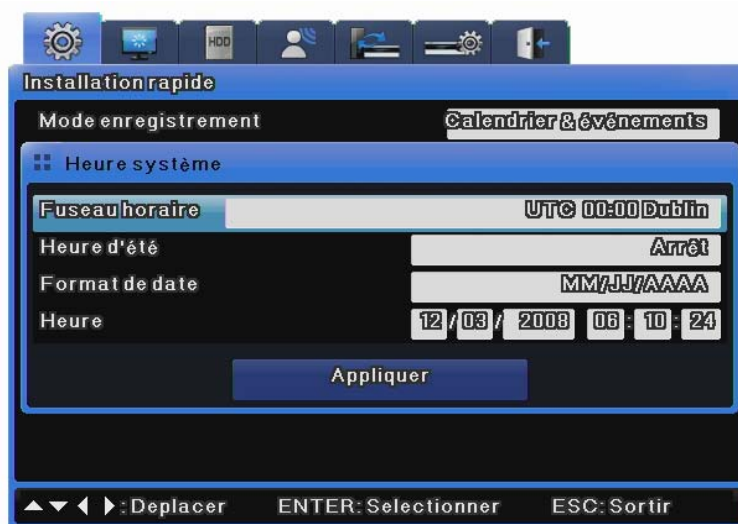 HDD
Installation rapide
Mode enregistrement Calendrier & événements
Heure système
Fuseau horaire UTC 00:00 Dublin
Heure d'été Arrêt
Format de date MM/JJ/AAAA
Heure 12 / 03 / 2008 06 : 10 : 24
Appliquer
:Deplacer ENTER:Selectionner ESC:Sortir